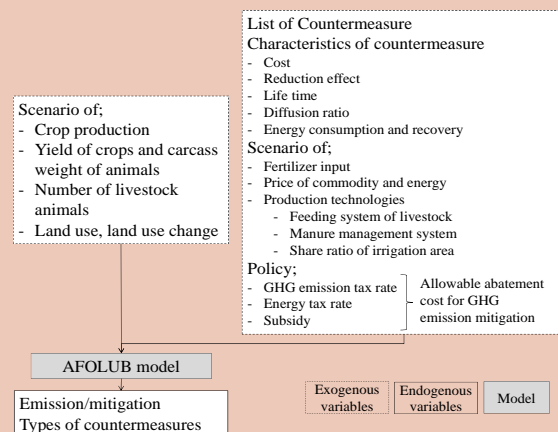 List of Countermeasure
Characteristics of countermeasure
- Cost
- Reduction effect
- Life time
- Diffusion ratio
- Energy consumption and recovery
Scenario of;
- Fertilizer input
- Price of commodity and energy
- Production technologies
- Feeding system of livestock
- Manure management system
- Share ratio of irrigation area
Policy;
- GHG emission tax rate
- Energy tax rate
- Subsidy
Allowable abatement
cost for GHG
emission mitigation
Scenario of;
- Crop production
- Yield of crops and carcass
weight of animals
- Number of livestock
animals
- Land use, land use change
AFOLUB model
Emission/mitigation
Types of countermeasures
Exogenous
variables
Endogenous
variables
Model